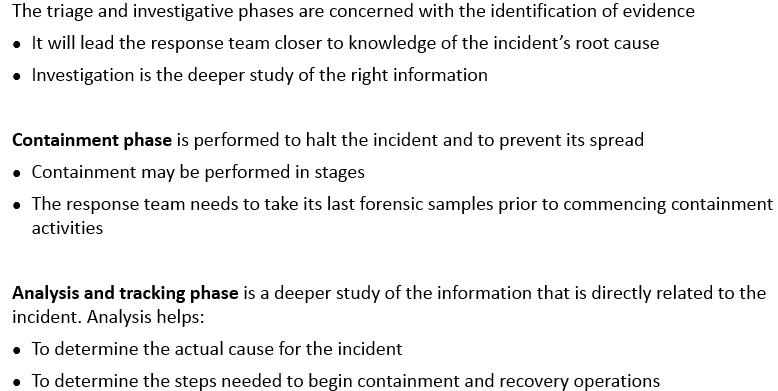 The triage and investigative phases are concerned with the identification of evidence
• It will lead the response team closer to knowledge of the incident’s root cause
• Investigation is the deeper study of the right information
Containment phase is performed to halt the incident and to prevent its spread
• Containment may be performed in stages
• The response team needs to take its last forensic samples prior to commencing containment
activities
Analysis and tracking phase is a deeper study of the information that is directly related to the
incident. Analysis helps:
• To determine the actual cause for the incident
• To determine the steps needed to begin containment and recovery operations